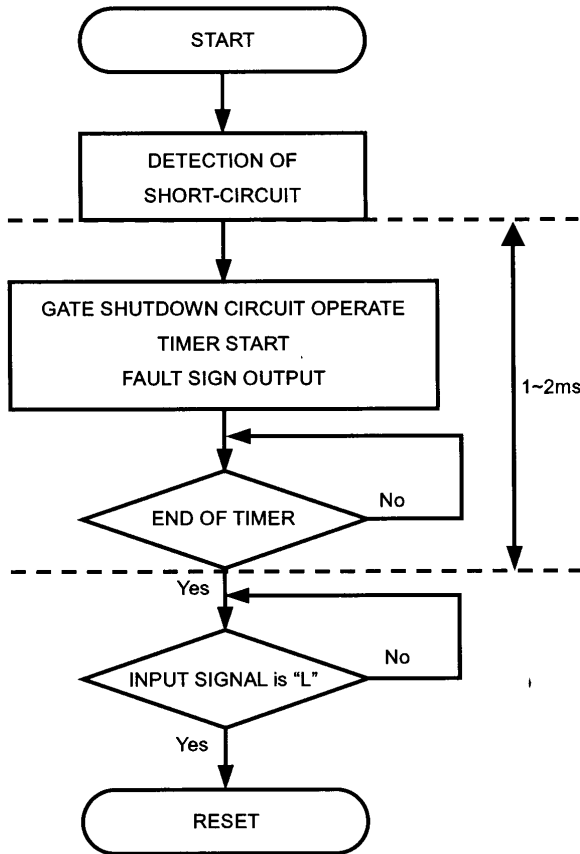 START
DETECTION OF
SHORT-CIRCUIT
GATE SHUTDOWN CIRCUIT OPERATE
TIMER START
FAULT SIGN OUTPUT
1~2ms
END OF TIMER
No
Yes
INPUT SIGNAL is “L”
No
Yes
RESET